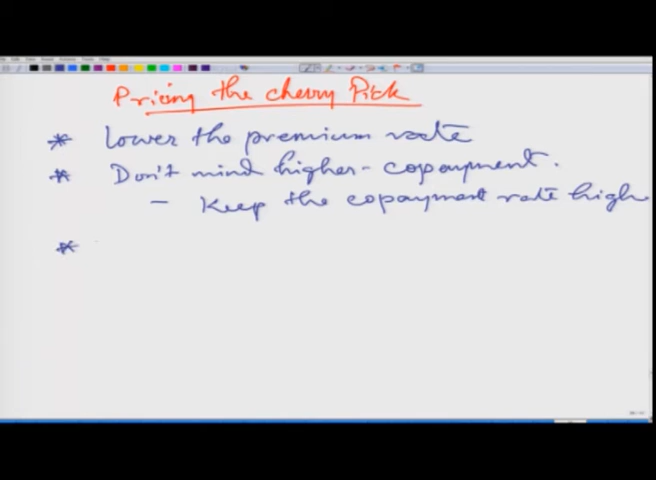 Pricing the cherry Pick
* Lower the premium rate
* Don't mind higher - copayment.
- Keep the copayment rate high
*